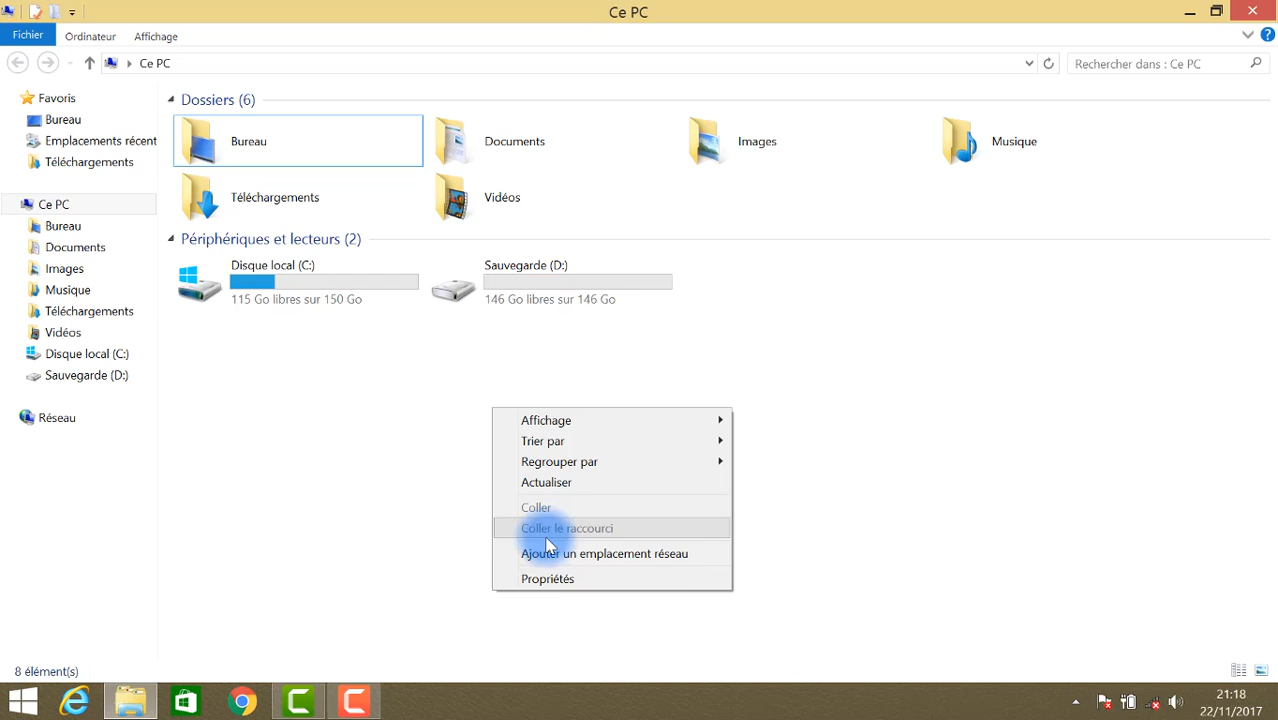 Ce PC
Fichier
Ordinateur
Affichage
Ce PC
Rechercher dans : Ce PC
Favoris
Bureau
Emplacements récent
Téléchargements
Ce PC
Bureau
Documents
Images
Musique
Téléchargements
Vidéos
Disque local (C:)
Sauvegarde (D:)
Réseau
Dossiers (6)
Bureau
Documents
Images
Musique
Téléchargements
Vidéos
Périphériques et lecteurs (2)
Disque local (C:)
115 Go libres sur 150 Go
Sauvegarde (D:)
146 Go libres sur 146 Go
Affichage
Trier par
Regrouper par
Actualiser
Coller
Coller le raccourci
Ajouter un emplacement réseau
Propriétés
8 élément(s)
21:18
22/11/2017